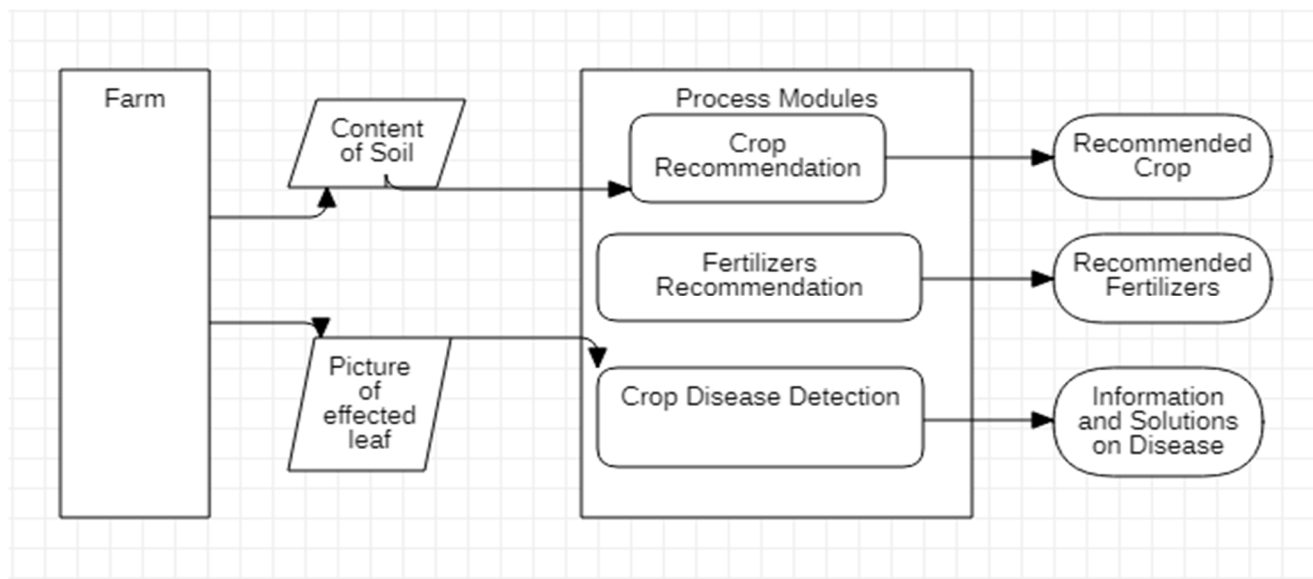 Farm
Content
of Soil
Picture
of
effected
leaf
Process Modules
Crop
Recommendation
Fertilizers
Recommendation
Crop Disease Detection
Recommended
Crop
Recommended
Fertilizers
Information
and Solutions
on Disease